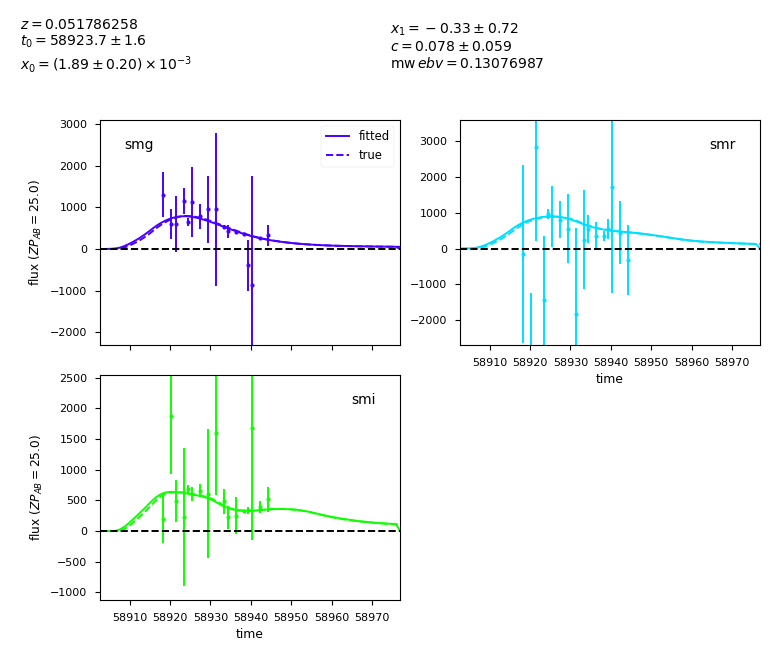 z = 0.051786258
t₀ = 58923.7 ± 1.6
x₀ = (1.89 ± 0.20) × 10⁻³
x₁ = −0.33 ± 0.72
c = 0.078 ± 0.059
mw ebv = 0.13076987
smg
fitted
true
flux (ZP_AB = 25.0)
3000
2000
1000
0
−1000
−2000
smr
3000
2000
1000
0
−1000
−2000
58910 58920 58930 58940 58950 58960 58970
time
smi
flux (ZP_AB = 25.0)
2500
2000
1500
1000
500
0
−500
−1000
58910 58920 58930 58940 58950 58960 58970
time